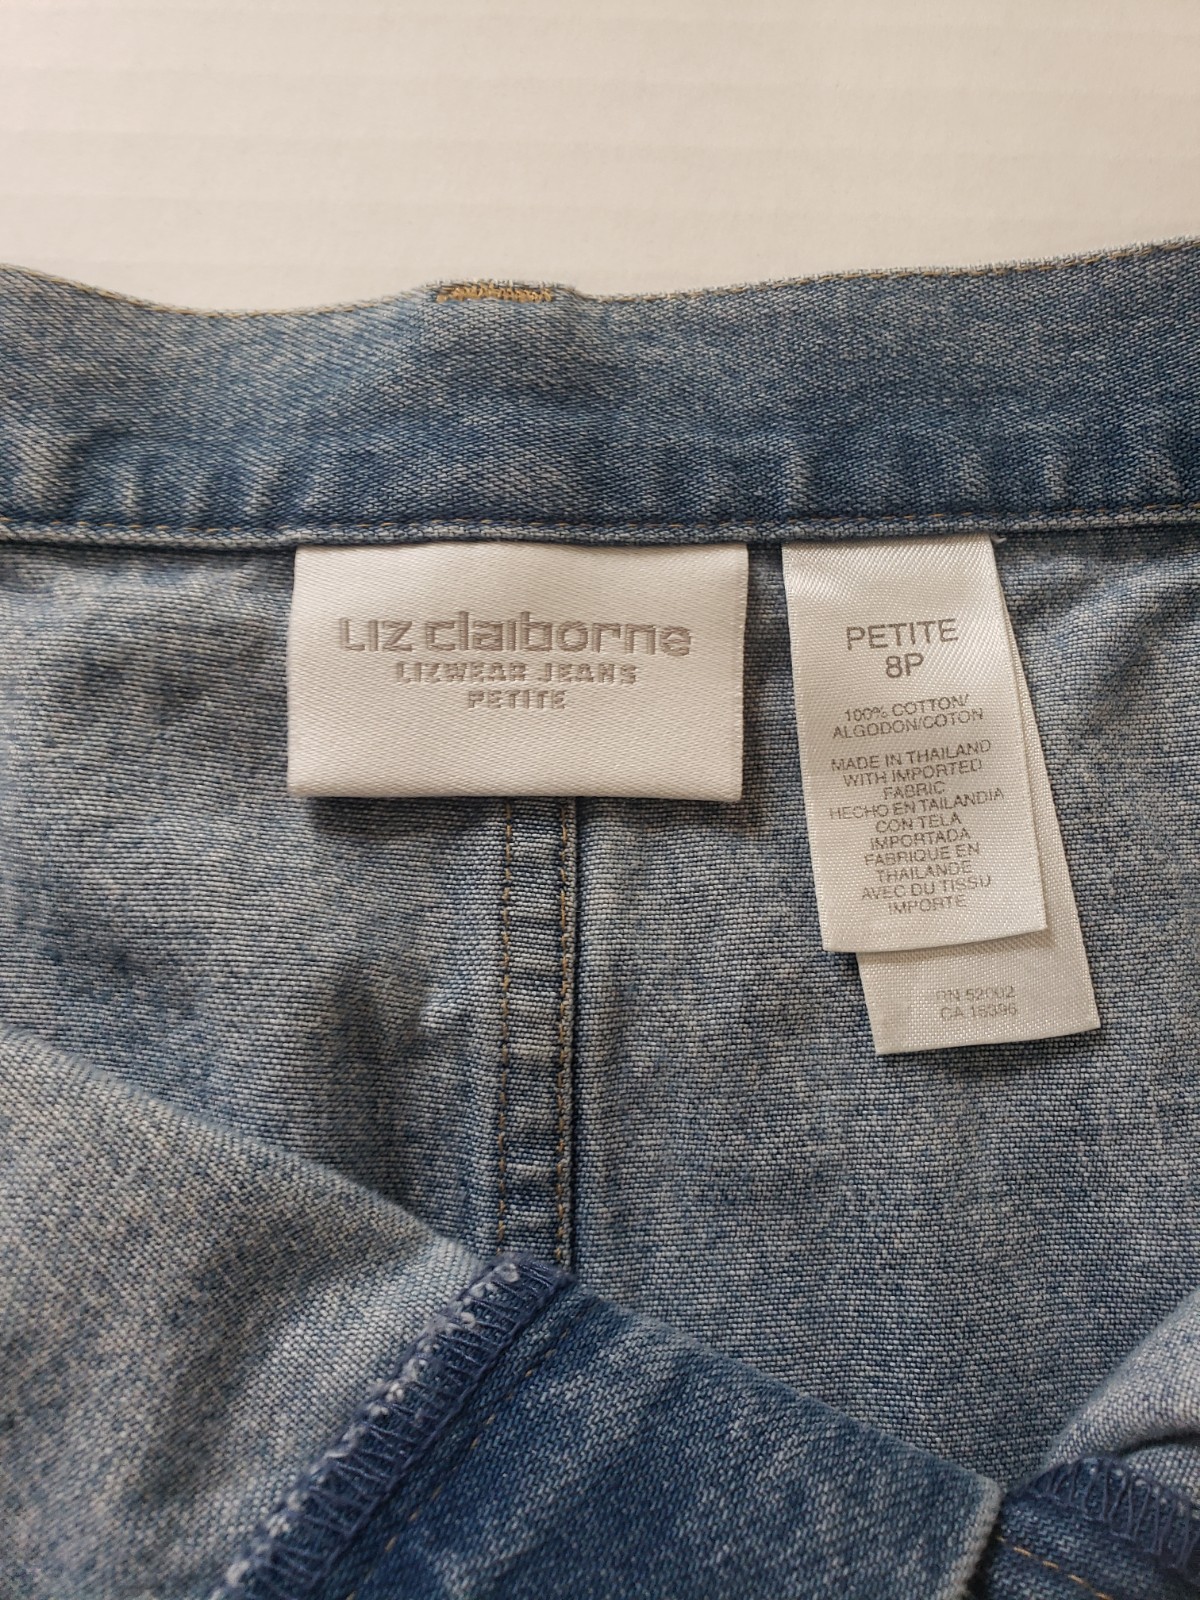 Liz claiborne
LIZWEAR JEANS
PETITE
PETITE
8P
100% COTTON/
ALGODON/COTON
MADE IN THAILAND
WITH IMPORTED
FABRIC
HECHO EN TAILANDIA
CON TELA
IMPORTADA
FABRIQUE EN
THAILANDE
AVEC DU TISSU
IMPORTE
RN 52002
CA 18396